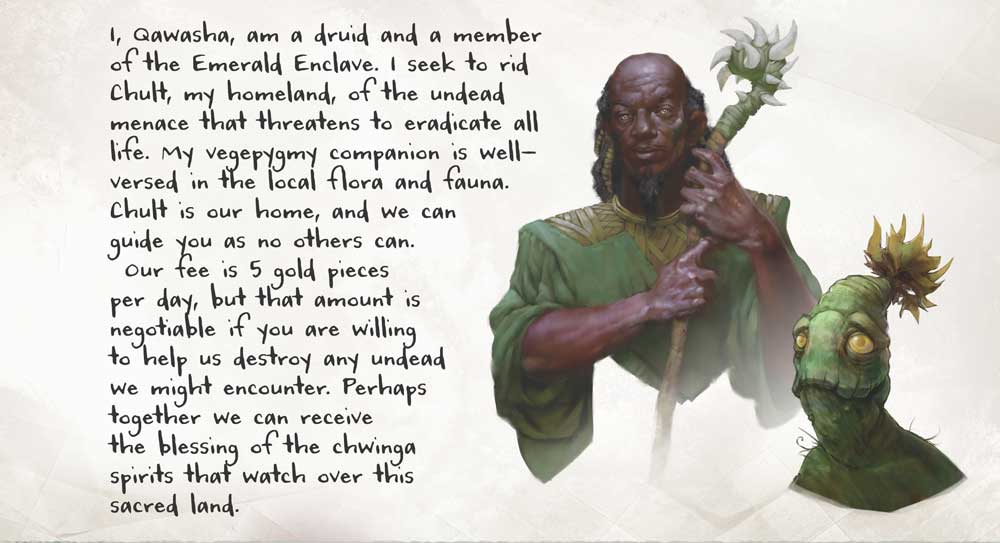 I, Qawasha, am a druid and a member
of the Emerald Enclave. I seek to rid
Chult, my homeland, of the undead
menace that threatens to eradicate all
life. My vegepygmy companion is well-
versed in the local flora and fauna.
Chult is our home, and we can
guide you as no others can.
Our fee is 5 gold pieces
per day, but that amount is
negotiable if you are willing
to help us destroy any undead
we might encounter. Perhaps
together we can receive
the blessing of the chwinga
spirits that watch over this
sacred land.